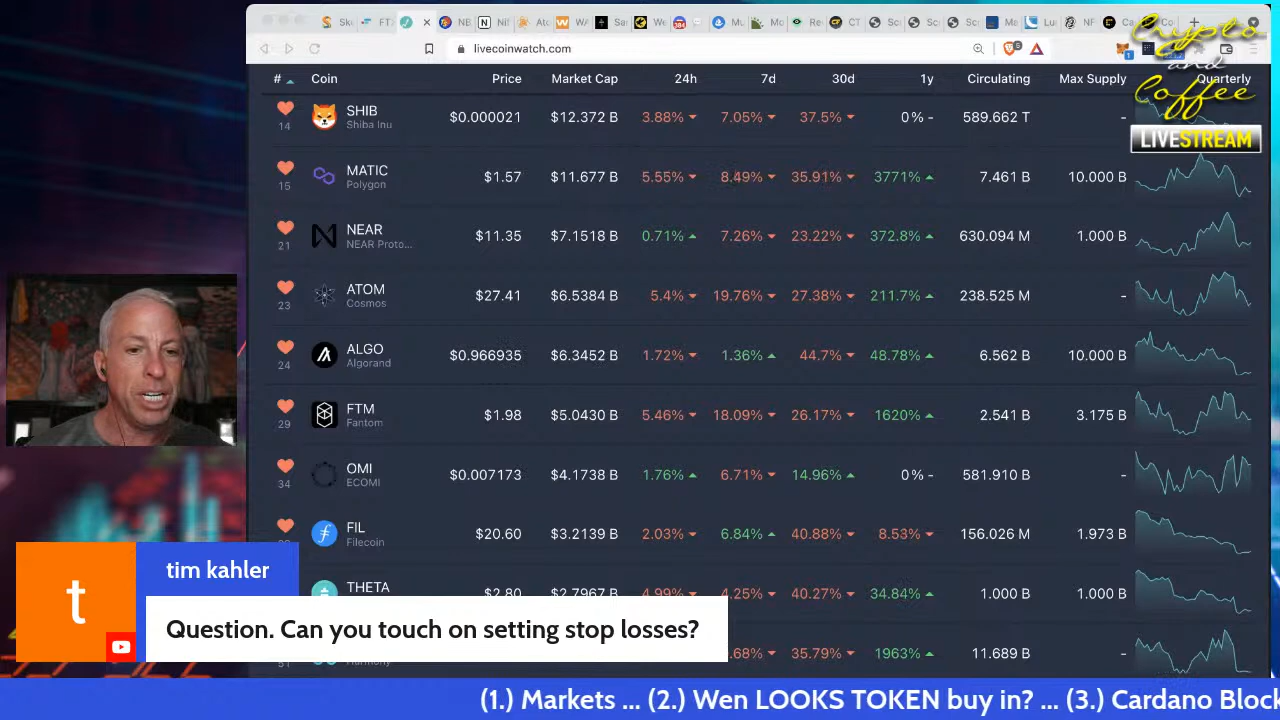 livecoinwatch.com
Crypto
and
Coffee
LIVESTREAM
# Coin Price Market Cap 24h 7d 30d 1y Circulating Max Supply Quarterly
14 SHIB Shiba Inu $0.000021 $12.372 B 3.88% 7.05% 37.5% 0% - 589.662 T -
15 MATIC Polygon $1.57 $11.677 B 5.55% 8.49% 35.91% 3771% 7.461 B 10.000 B
21 NEAR NEAR Proto... $11.35 $7.1518 B 0.71% 7.26% 23.22% 372.8% 630.094 M 1.000 B
23 ATOM Cosmos $27.41 $6.5384 B 5.4% 19.76% 27.38% 211.7% 238.525 M -
24 ALGO Algorand $0.966935 $6.3452 B 1.72% 1.36% 44.7% 48.78% 6.562 B 10.000 B
29 FTM Fantom $1.98 $5.0430 B 5.46% 18.09% 26.17% 1620% 2.541 B 3.175 B
34 OMI ECOMI $0.007173 $4.1738 B 1.76% 6.71% 14.96% 0% - 581.910 B -
FIL Filecoin $20.60 $3.2139 B 2.03% 6.84% 40.88% 8.53% 156.026 M 1.973 B
THETA $2.80 $2.7967 B 4.99% 4.25% 40.27% 34.84% 1.000 B 1.000 B
.68% 35.79% 1963% 11.689 B -
t
tim kahler
Question. Can you touch on setting stop losses?
(1.) Markets ... (2.) Wen LOOKS TOKEN buy in? ... (3.) Cardano Block